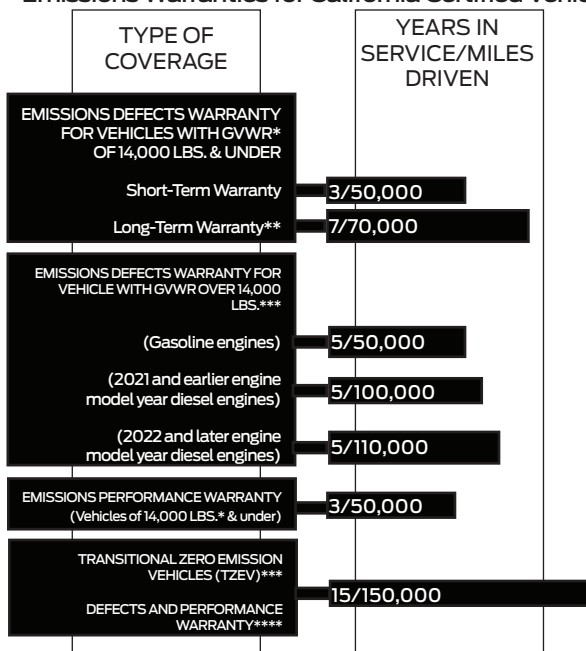 Emissions Warranties for California Certified
TYPE OF
COVERAGE
YEARS IN
SERVICE/MILES
DRIVEN
EMISSIONS DEFECTS WARRANTY
FOR VEHICLES WITH GVWR*
OF 14,000 LBS. & UNDER
Short-Term Warranty
3/50,000
Long-Term Warranty**
7/70,000
EMISSIONS DEFECTS WARRANTY FOR
VEHICLE WITH GVWR OVER 14,000
LBS.***
(Gasoline engines)
5/50,000
(2021 and earlier engine
model year diesel engines)
5/100,000
(2022 and later engine
model year diesel engines)
5/110,000
EMISSIONS PERFORMANCE WARRANTY
(Vehicles of 14,000 LBS.* & under)
3/50,000
TRANSITIONAL ZERO EMISSION
VEHICLES (TZEV)***
15/150,000
DEFECTS AND PERFORMANCE
WARRANTY****